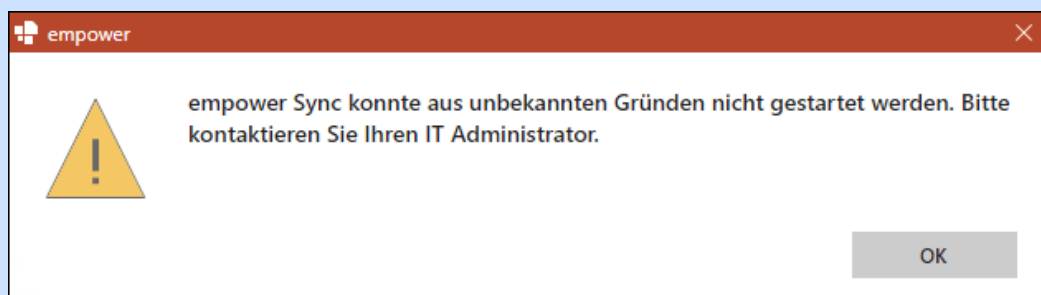 empower
empower Sync konnte aus unbekannten Gründen nicht gestartet werden. Bitte
kontaktieren Sie Ihren IT Administrator.
OK